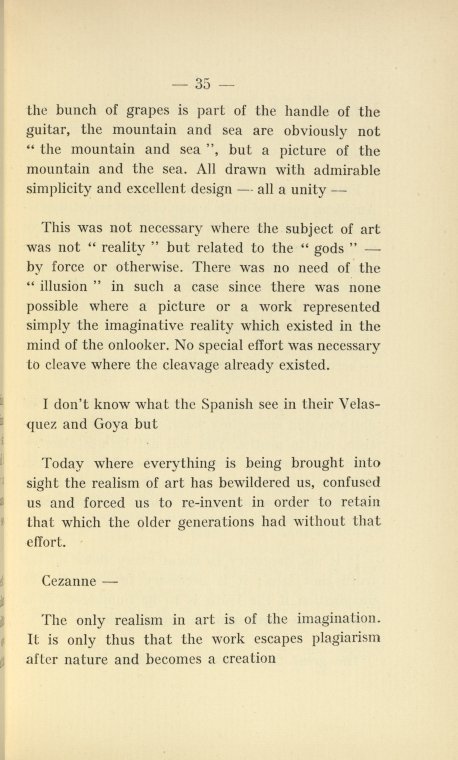 — 35 —
the bunch of grapes is part of the handle of the
guitar, the mountain and sea are obviously not
“ the mountain and sea ”, but a picture of the
mountain and the sea. All drawn with admirable
simplicity and excellent design — all a unity —
This was not necessary where the subject of art
was not “ reality ” but related to the “ gods ” —
by force or otherwise. There was no need of the
“ illusion ” in such a case since there was none
possible where a picture or a work represented
simply the imaginative reality which existed in the
mind of the onlooker. No special effort was necessary
to cleave where the cleavage already existed.
I don’t know what the Spanish see in their Velas-
quez and Goya but
Today where everything is being brought into
sight the realism of art has bewildered us, confused
us and forced us to re-invent in order to retain
that which the older generations had without that
effort.
Cezanne —
The only realism in art is of the imagination.
It is only thus that the work escapes plagiarism
after nature and becomes a creation